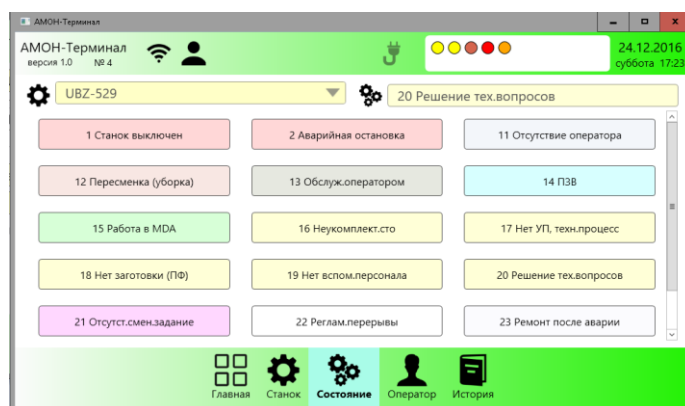 АМОН-Терминал
АМОН-Терминал
версия 1.0 № 4
24.12.2016
суббота 17:23
UBZ-529
20 Решение тех.вопросов
1 Станок выключен
2 Аварийная остановка
11 Отсутствие оператора
12 Пересменка (уборка)
13 Обслуж.оператором
14 ПЗВ
15 Работа в MDA
16 Неукомплект.сто
17 Нет УП, техн.процесс
18 Нет заготовки (ПФ)
19 Нет вспом.персонала
20 Решение тех.вопросов
21 Отсутст.смен.задание
22 Реглам.перерывы
23 Ремонт после аварии
Главная
Станок
Состояние
Оператор
История